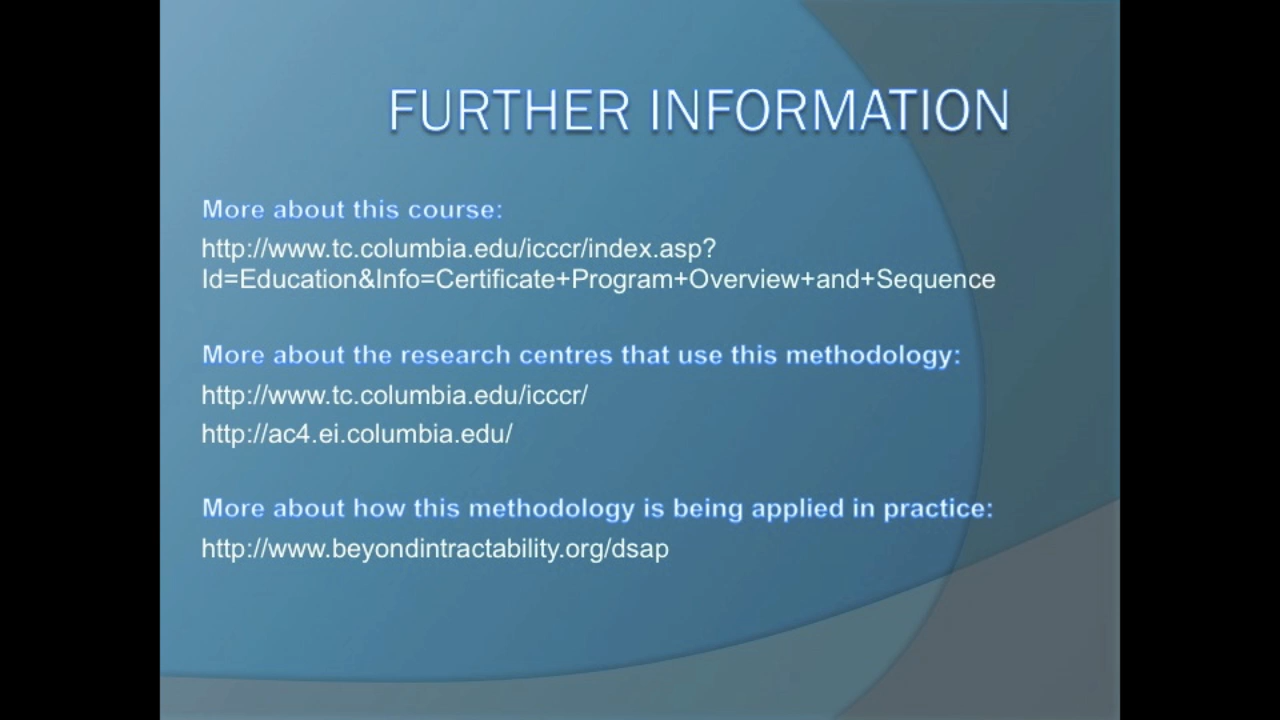 FURTHER INFORMATION
More about this course:
http://www.tc.columbia.edu/icccr/index.asp?
Id=Education&Info=Certificate+Program+Overview+and+Sequence
More about the research centres that use this methodology:
http://www.tc.columbia.edu/icccr/
http://ac4.ei.columbia.edu/
More about how this methodology is being applied in practice:
http://www.beyondintractability.org/dsap